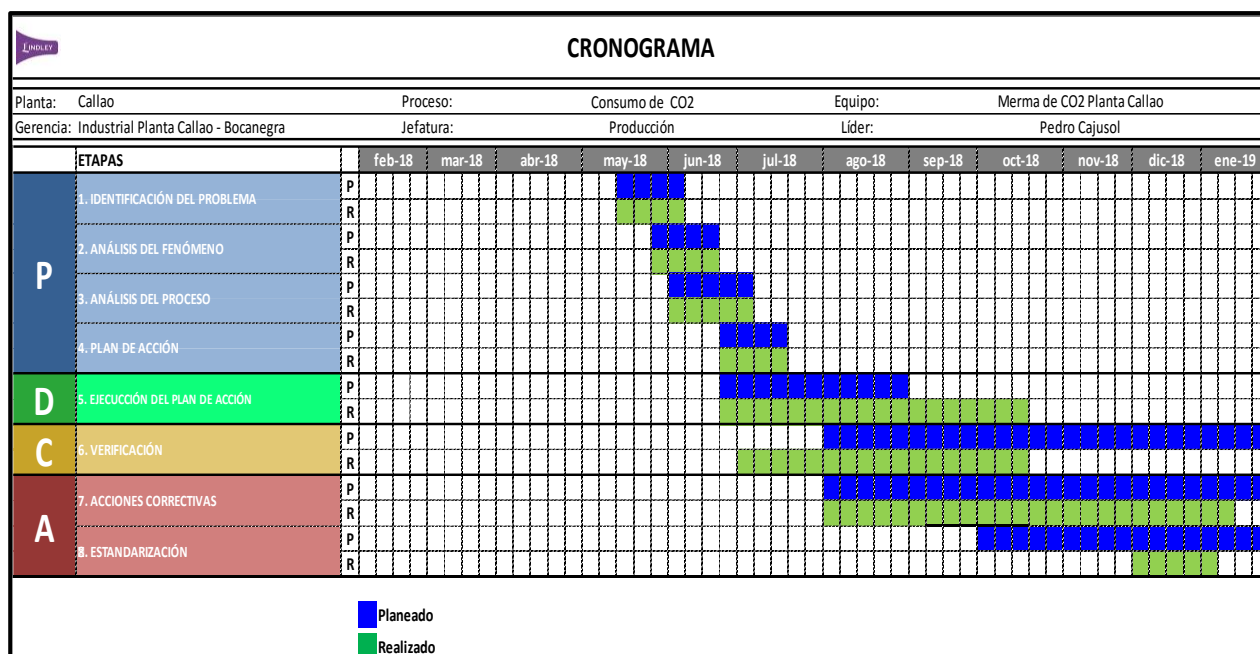 LINDLEY
CRONOGRAMA
Planta: Callao Proceso: Consumo de CO2 Equipo: Merma de CO2 Planta Callao
Gerencia: Industrial Planta Callao - Bocanegra Jefatura: Producción Líder: Pedro Cajusol
ETAPAS feb-18 mar-18 abr-18 may-18 jun-18 jul-18 ago-18 sep-18 oct-18 nov-18 dic-18 ene-19
P
1. IDENTIFICACIÓN DEL PROBLEMA P
R
2. ANÁLISIS DEL FENÓMENO P
R
3. ANÁLISIS DEL PROCESO P
R
4. PLAN DE ACCIÓN P
R
D
5. EJECUCCIÓN DEL PLAN DE ACCIÓN P
R
C
6. VERIFICACIÓN P
R
A
7. ACCIONES CORRECTIVAS P
R
8. ESTANDARIZACIÓN P
R
Planeado
Realizado